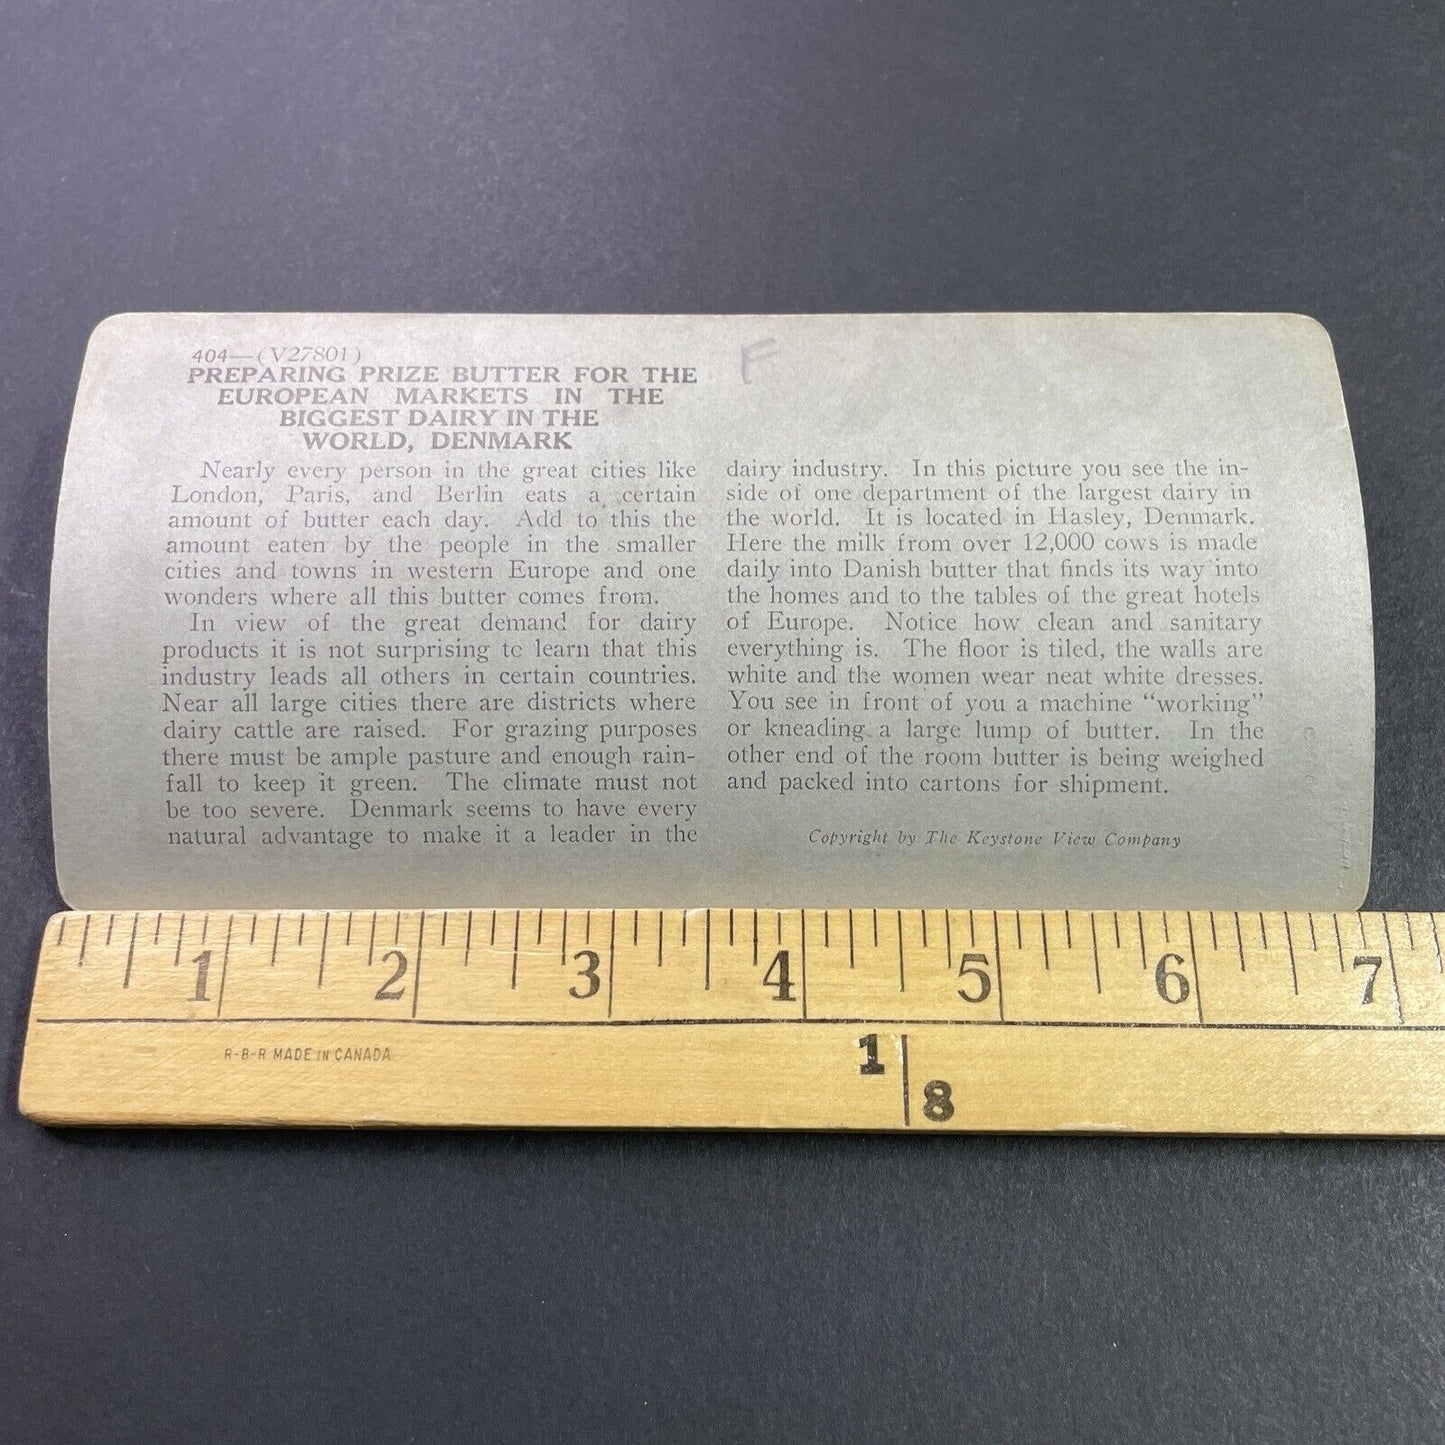 404—(V27801)
PREPARING PRIZE BUTTER FOR THE
EUROPEAN MARKETS IN THE
BIGGEST DAIRY IN THE
WORLD, DENMARK
Nearly every person in the great cities like
London, Paris, and Berlin eats a certain
amount of butter each day. Add to this the
amount eaten by the people in the smaller
cities and towns in western Europe and one
wonders where all this butter comes from.
In view of the great demand for dairy
products it is not surprising to learn that this
industry leads all others in certain countries.
Near all large cities there are districts where
dairy cattle are raised. For grazing purposes
there must be ample pasture and enough rain-
fall to keep it green. The climate must not
be too severe. Denmark seems to have every
natural advantage to make it a leader in the
F
dairy industry. In this picture you see the in-
side of one department of the largest dairy in
the world. It is located in Hasley, Denmark.
Here the milk from over 12,000 cows is made
daily into Danish butter that finds its way into
the homes and to the tables of the great hotels
of Europe. Notice how clean and sanitary
everything is. The floor is tiled, the walls are
white and the women wear neat white dresses.
You see in front of you a machine "working"
or kneading a large lump of butter. In the
other end of the room butter is being weighed
and packed into cartons for shipment.
Copyright by The Keystone View Company
1 2 3 4 5 6 7
R-B-R MADE IN CANADA
1
8